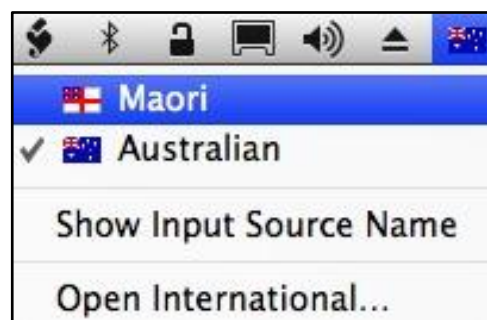 Maori
Australian
Show Input Source Name
Open International...